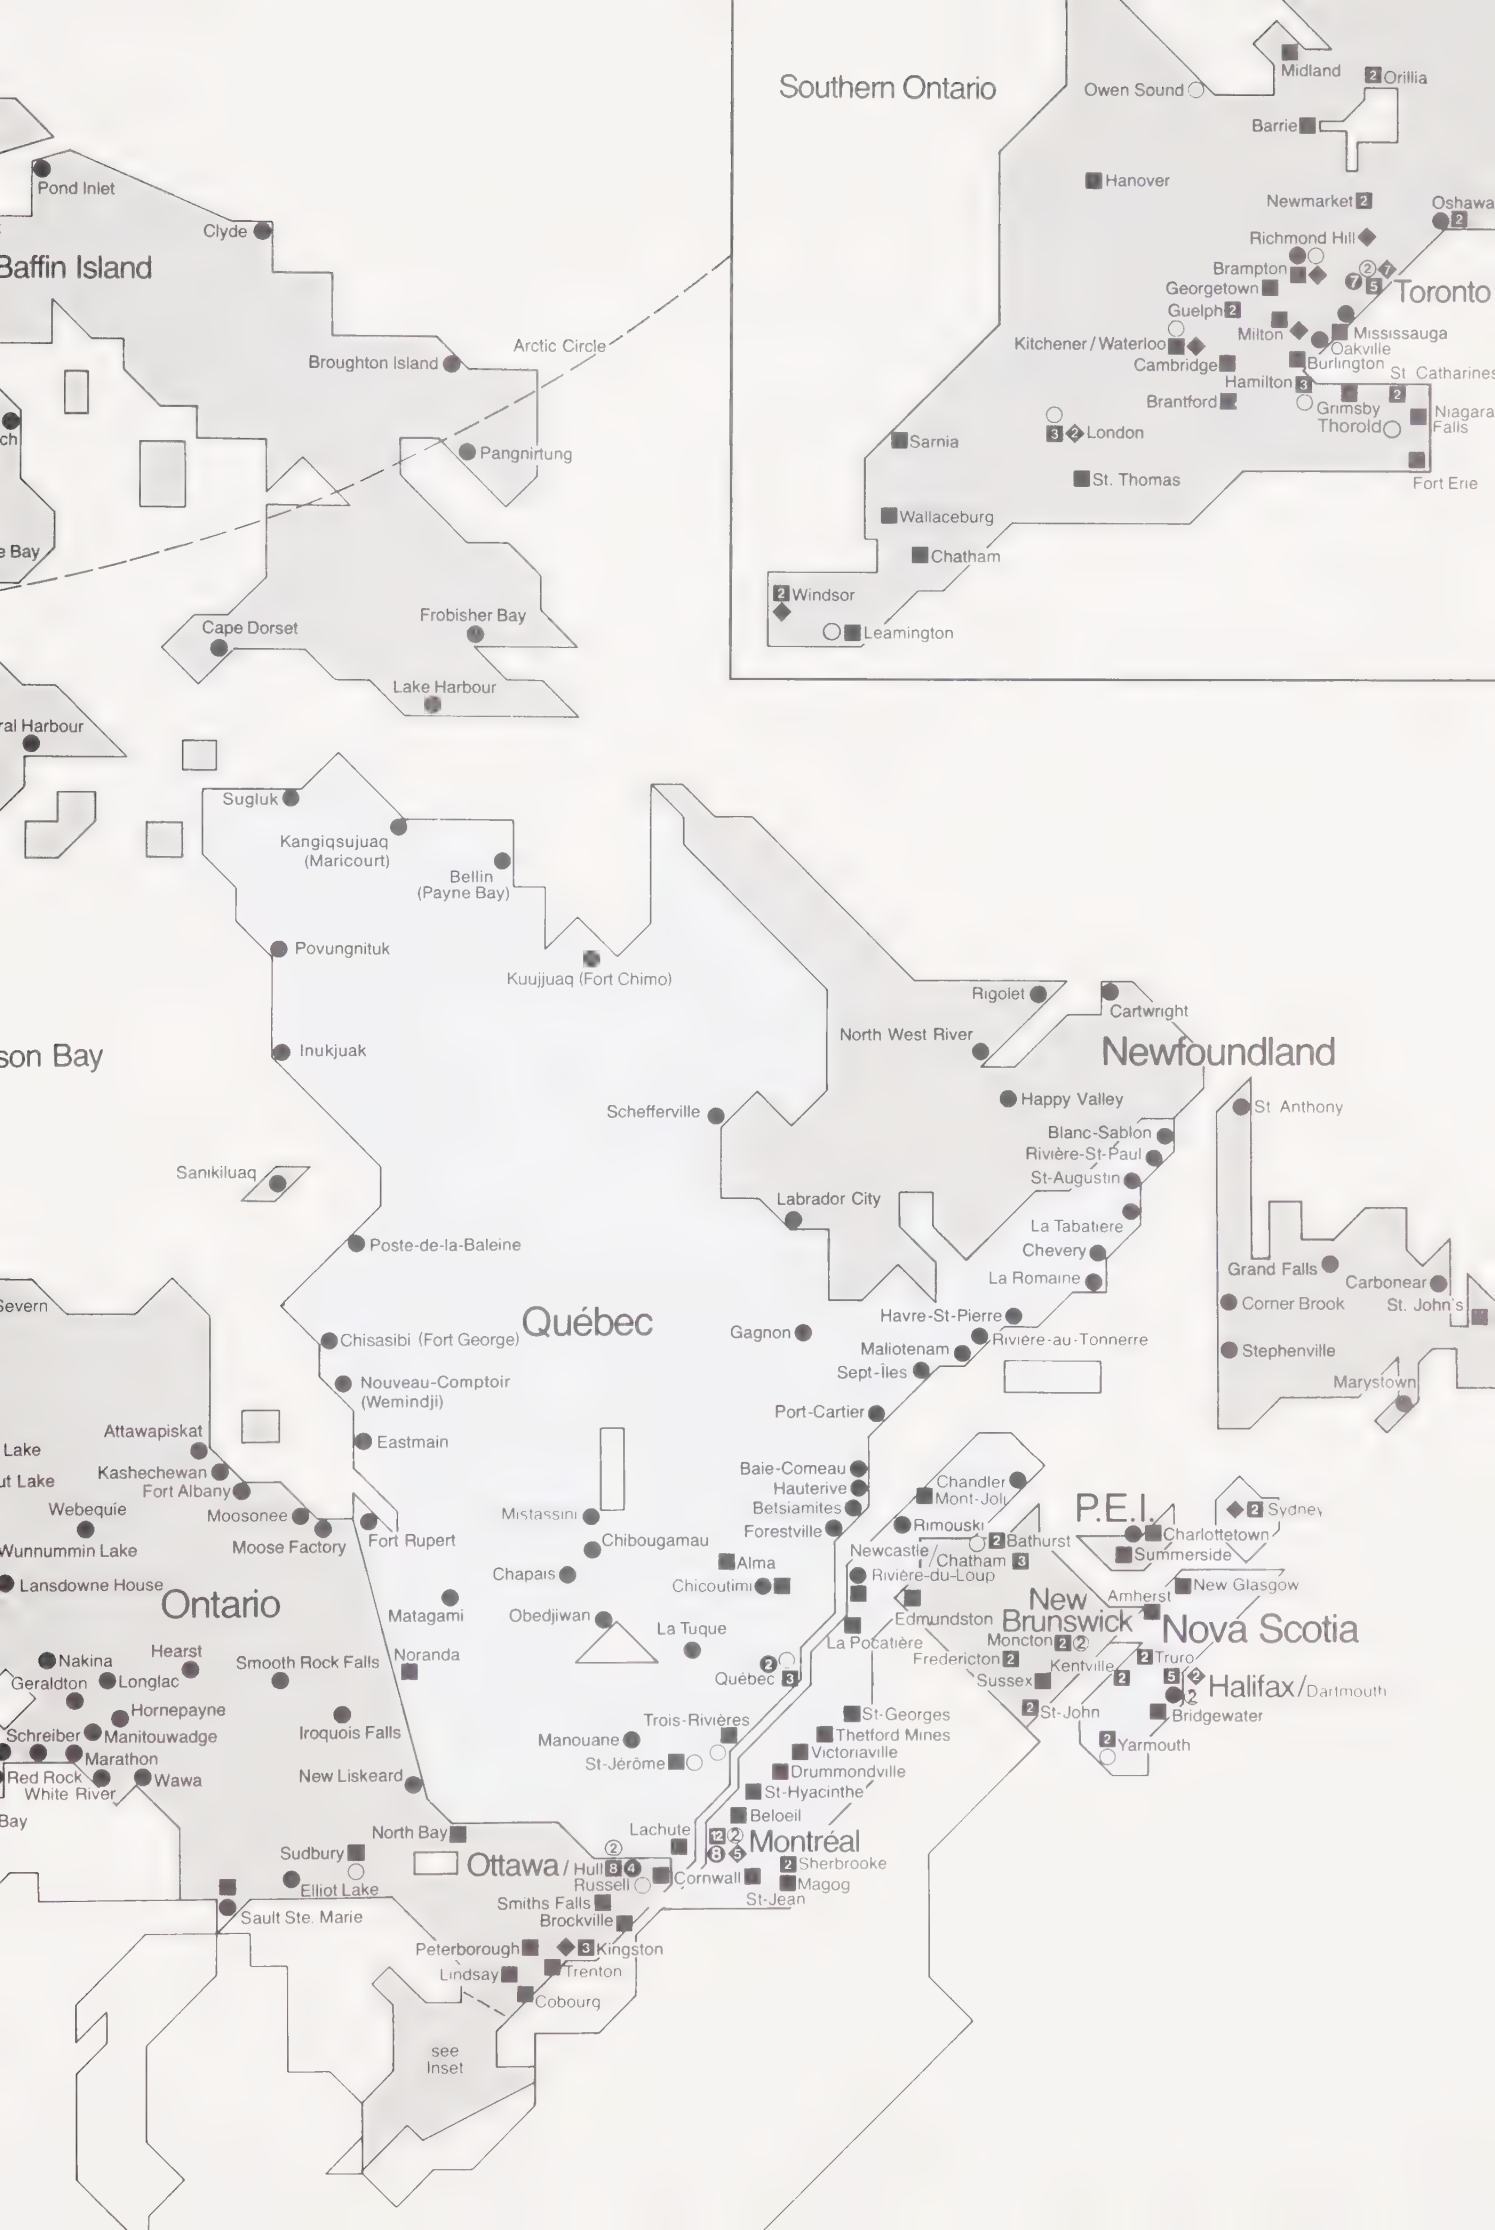 Southern Ontario
Midland
2 Orillia
Owen Sound
Barrie
Hanover
Newmarket 2
Oshawa
2
Richmond Hill
Brampton
2 7
7 5
Toronto
Georgetown
Guelph 2
Milton
Mississauga
Oakville
Kitchener/Waterloo
Cambridge
Burlington
St Catharines
2
Hamilton 3
Brantford
Grimsby
Thorold
Niagara
Falls
3 2 London
Sarnia
St. Thomas
Fort Erie
Wallaceburg
Chatham
2 Windsor
Leamington
Pond Inlet
Clyde
Baffin Island
Arctic Circle
Broughton Island
Pangnirtung
ch
e Bay
Cape Dorset
Frobisher Bay
Lake Harbour
ral Harbour
Sugluk
Kangiqsujuaq
(Maricourt)
Bellin
(Payne Bay)
Povungnituk
Kuujjuaq (Fort Chimo)
Rigolet
Cartwright
North West River
Newfoundland
son Bay
Inukjuak
Happy Valley
Schefferville
St Anthony
Blanc-Sablon
Rivière-St-Paul
St-Augustin
Sanikiluaq
Labrador City
La Tabatiere
Poste-de-la-Baleine
Chevery
La Romaine
Grand Falls
Carbonear
Corner Brook
St. John's
Severn
Québec
Havre-St-Pierre
Gagnon
Rivière-au-Tonnerre
Chisasibi (Fort George)
Maliotenam
Stephenville
Sept-Îles
Nouveau-Comptoir
(Wemindji)
Marystown
Port-Cartier
Attawapiskat
Eastmain
Lake
Kashechewan
Baie-Comeau
ut Lake
Fort Albany
Hauterive
Chandler
Mont-Joli
Webequie
Moosonee
Mistassini
Betsiamites
P.E.I.
2 Sydney
Moose Factory
Fort Rupert
Forestville
Rimouski
Charlottetown
Wunnummin Lake
Chibougamau
2 Bathurst
Newcastle/
Chatham 3
Summerside
Alma
Chapais
Chicoutimi
Rivière-du-Loup
Lansdowne House
Ontario
New Glasgow
Amherst
Matagami
Obedjiwan
Edmundston
New
Brunswick
Nova Scotia
La Tuque
La Pocatière
Moncton 2 2
Noranda
Nakina
Hearst
Smooth Rock Falls
2
Québec 3
Fredericton 2
Kentville
2
2 Truro
Geraldton
Longlac
Sussex
5 2
2
Halifax/Dartmouth
Hornepayne
St-Georges
2 St-John
Bridgewater
Schreiber
Manitouwadge
Iroquois Falls
Trois-Rivières
Manouane
Thetford Mines
2
Yarmouth
Marathon
St-Jérôme
Victoriaville
Red Rock
White River
Wawa
New Liskeard
Drummondville
St-Hyacinthe
Bay
Beloeil
North Bay
Lachute
12 2
8 5
Montréal
Sudbury
2
Ottawa/Hull 8 4
2 Sherbrooke
Elliot Lake
Russell
Cornwall
Magog
St-Jean
Sault Ste. Marie
Smiths Falls
Brockville
Peterborough
3 Kingston
Lindsay
Trenton
Cobourg
see
Inset